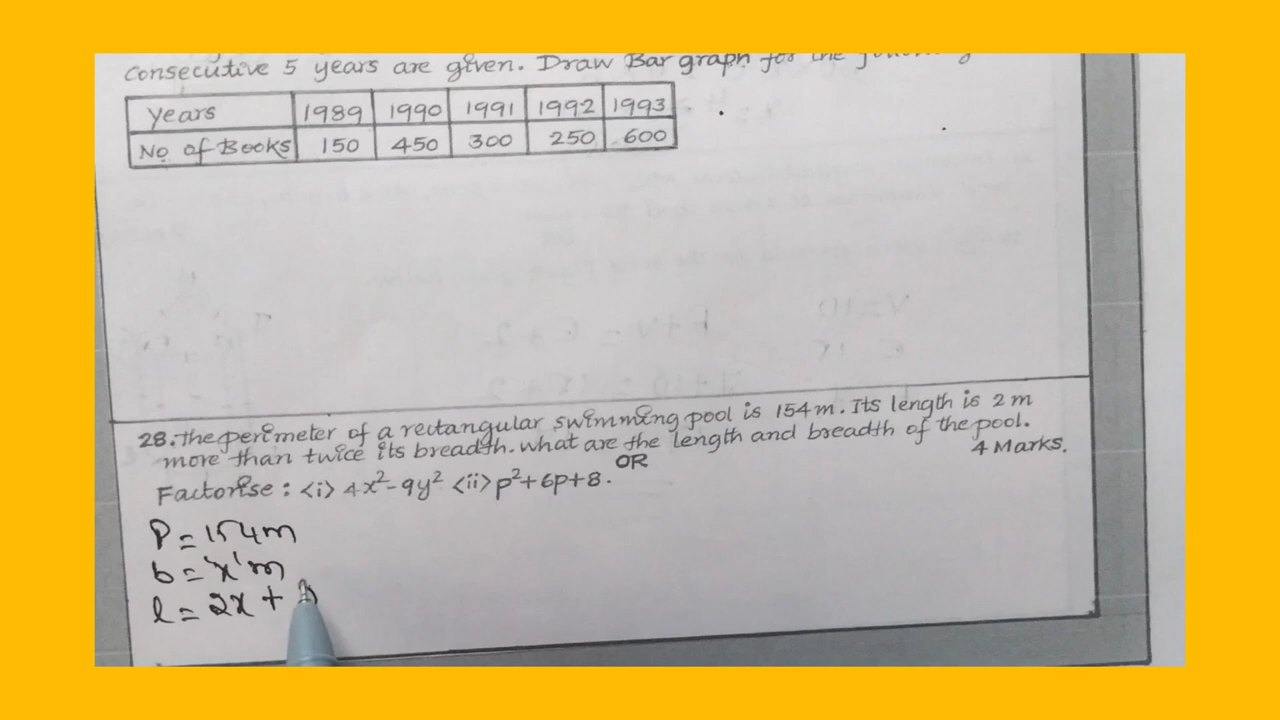 Consecutive 5 years are given. Draw Bar graph for the following
Years 1989 1990 1991 1992 1993
No of Books 150 450 300 250 600
28. The perimeter of a rectangular swimming pool is 154m. Its length is 2 m
more than twice its breadth. what are the length and breadth of the pool.
4 Marks.
OR
Factorise : <i> 4x²-9y² <ii> p²+6p+8.
P = 154m
b = 'x' m
l = 2x +